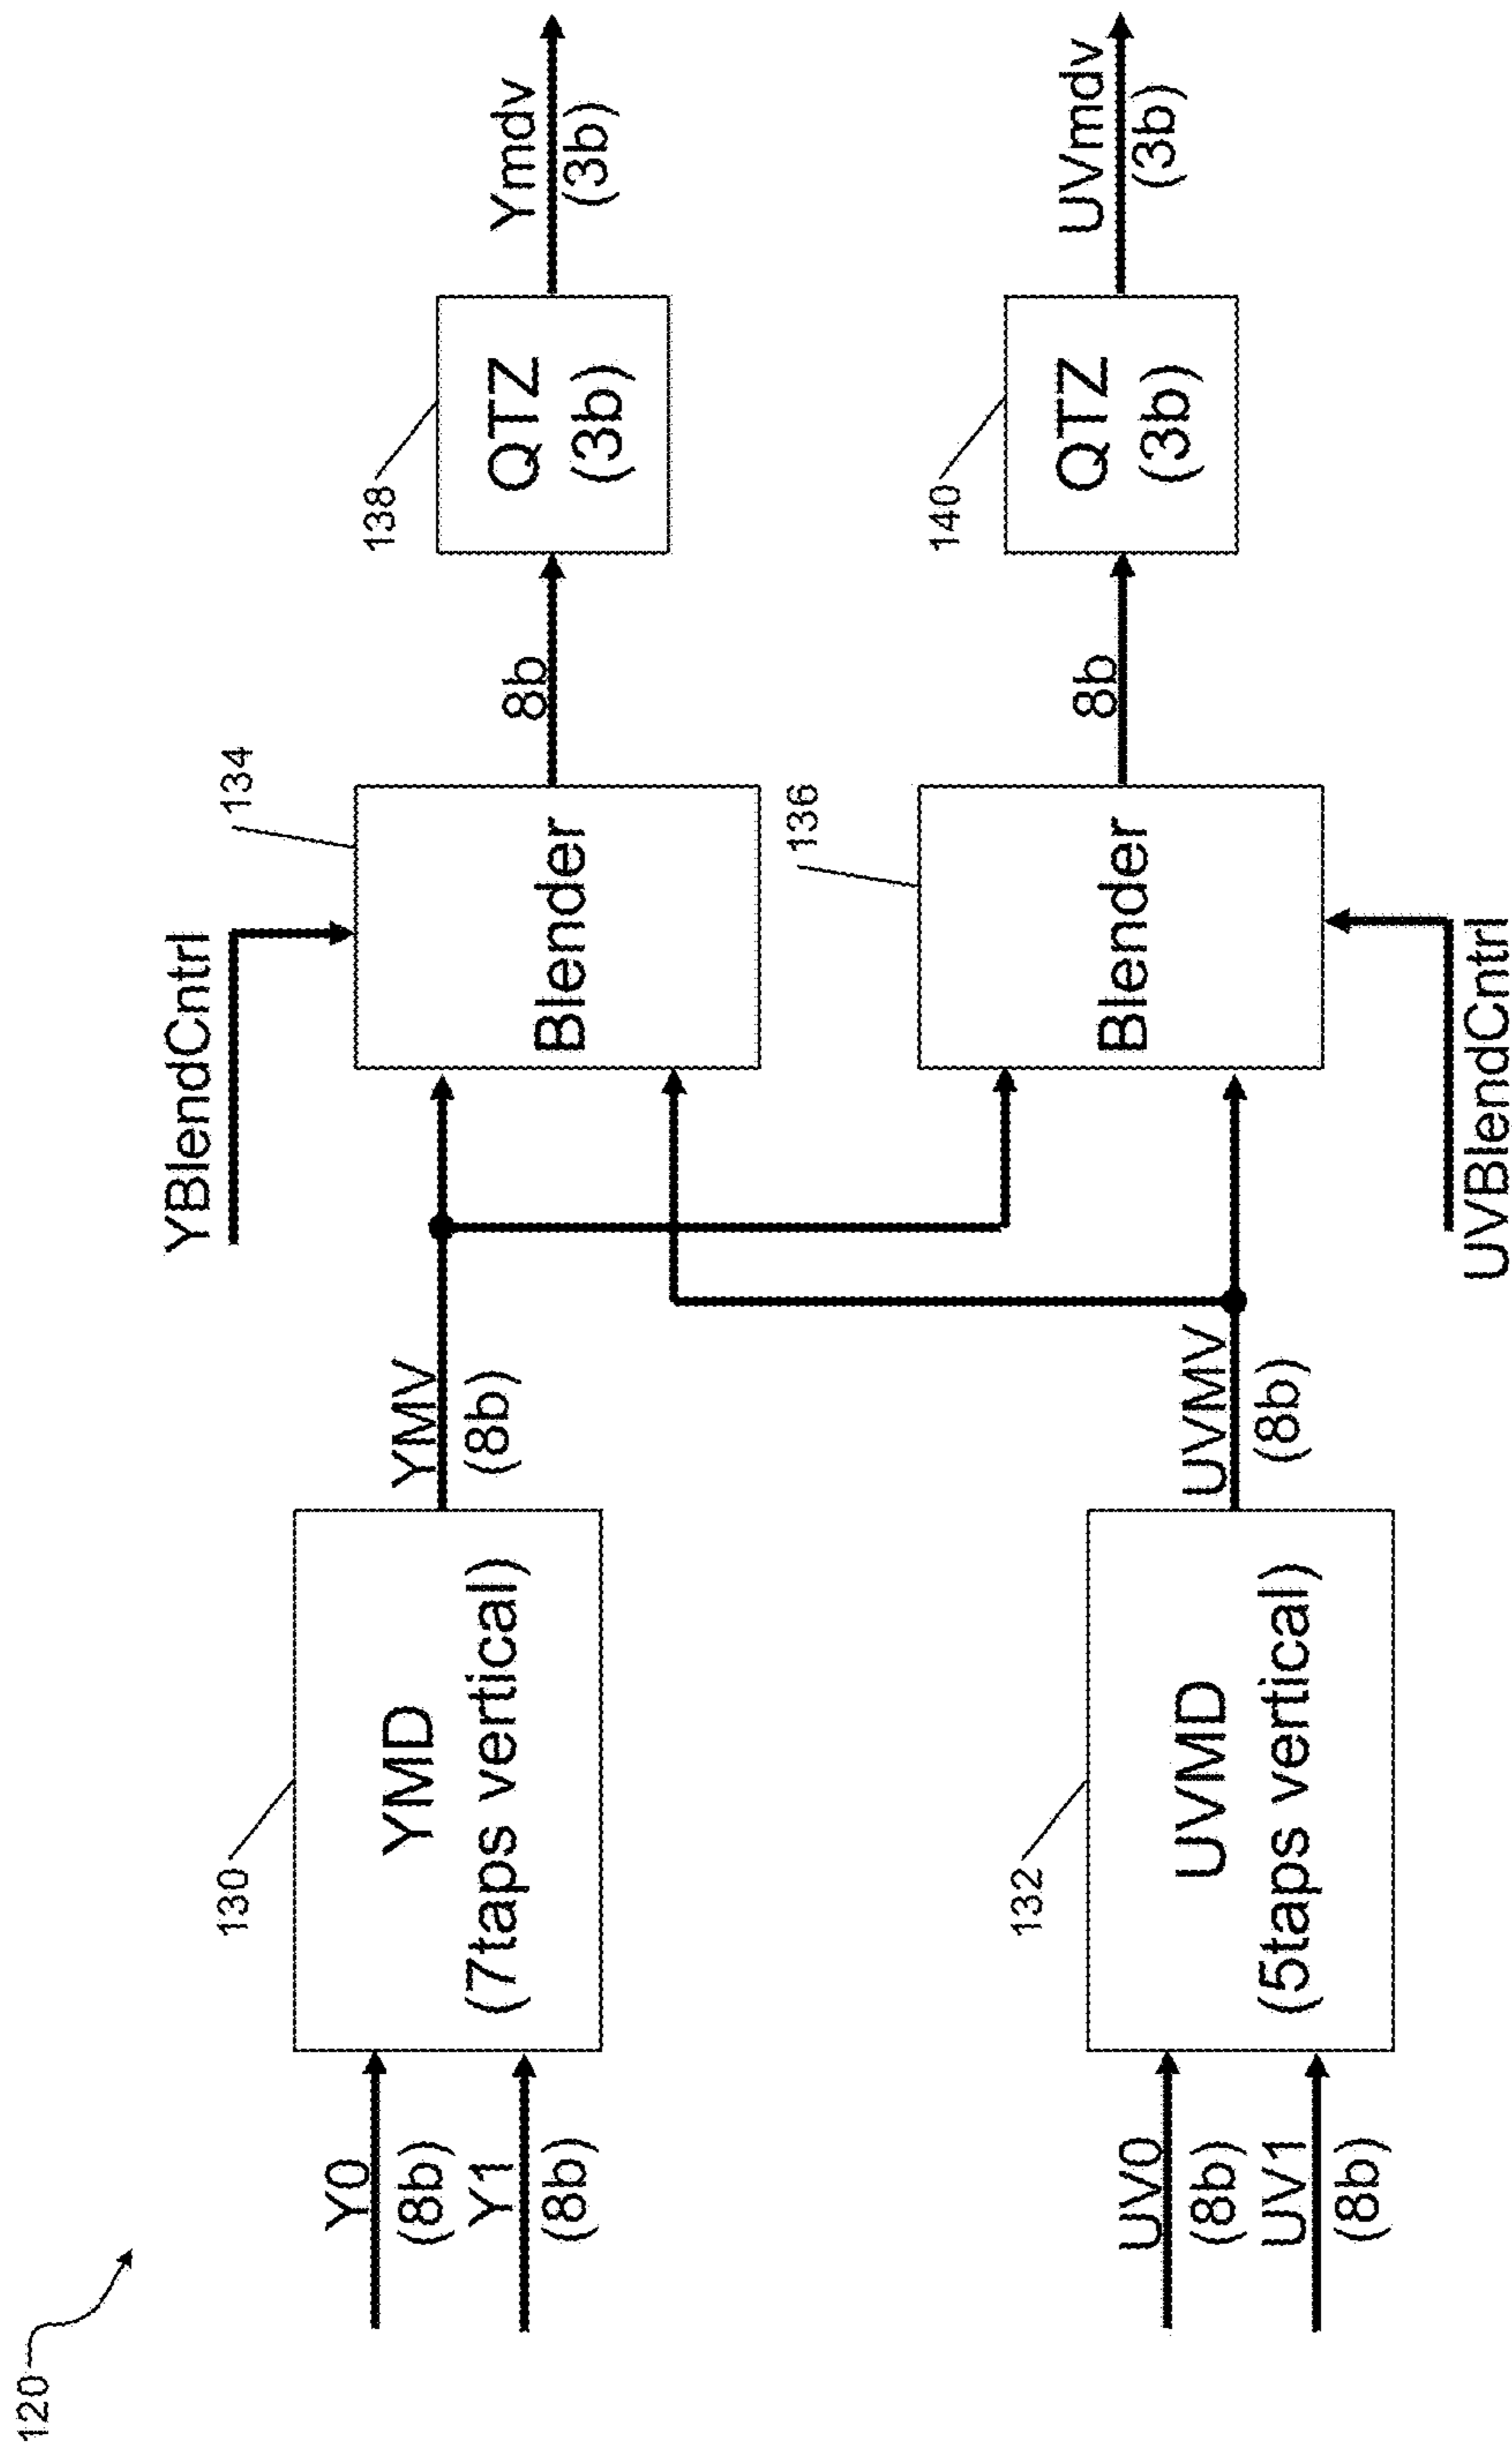 120
Y0
(8b)
Y1
(8b)
130
YMD
(7taps vertical)
YMV
(8b)
YBlendCntrl
134
Blender
8b
138
QTZ
(3b)
Ymdv
(3b)
UV0
(8b)
UV1
(8b)
132
UVMD
(5taps vertical)
UVMV
(8b)
136
Blender
UVBlendCntrl
8b
140
QTZ
(3b)
UVmdv
(3b)